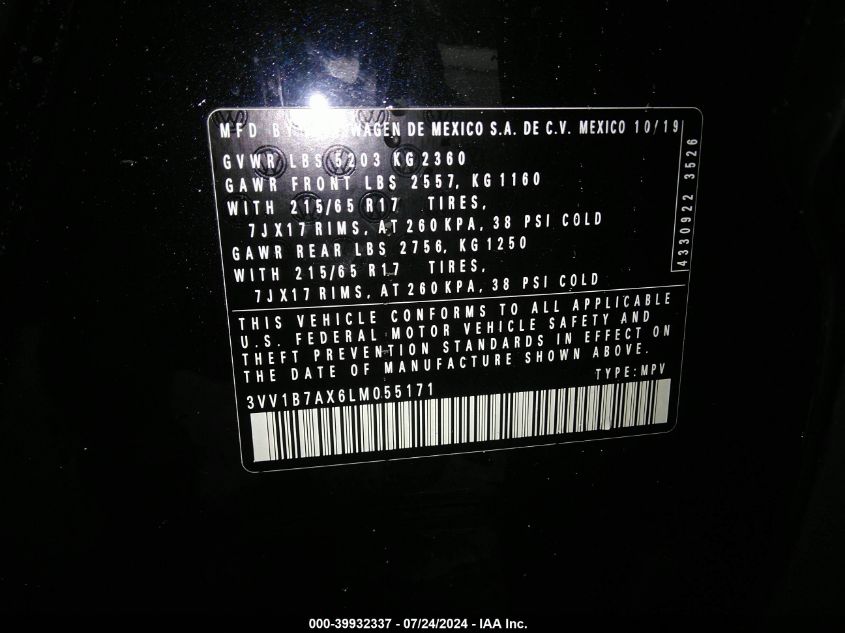 MFD BY VOLKSWAGEN DE MEXICO S.A. DE C.V. MEXICO 10/19
GVWR LBS 5203 KG 2360
GAWR FRONT LBS 2557, KG 1160
WITH 215/65 R17 TIRES,
7JX17 RIMS, AT 260 KPA, 38 PSI COLD
GAWR REAR LBS 2756, KG 1250
WITH 215/65 R17 TIRES,
7JX17 RIMS, AT 260 KPA, 38 PSI COLD
4330922 3526
THIS VEHICLE CONFORMS TO ALL APPLICABLE
U.S. FEDERAL MOTOR VEHICLE SAFETY AND
THEFT PREVENTION STANDARDS IN EFFECT ON
THE DATE OF MANUFACTURE SHOWN ABOVE.
TYPE: MPV
3VV1B7AX6LM055171
000-39932337 - 07/24/2024 - IAA Inc.